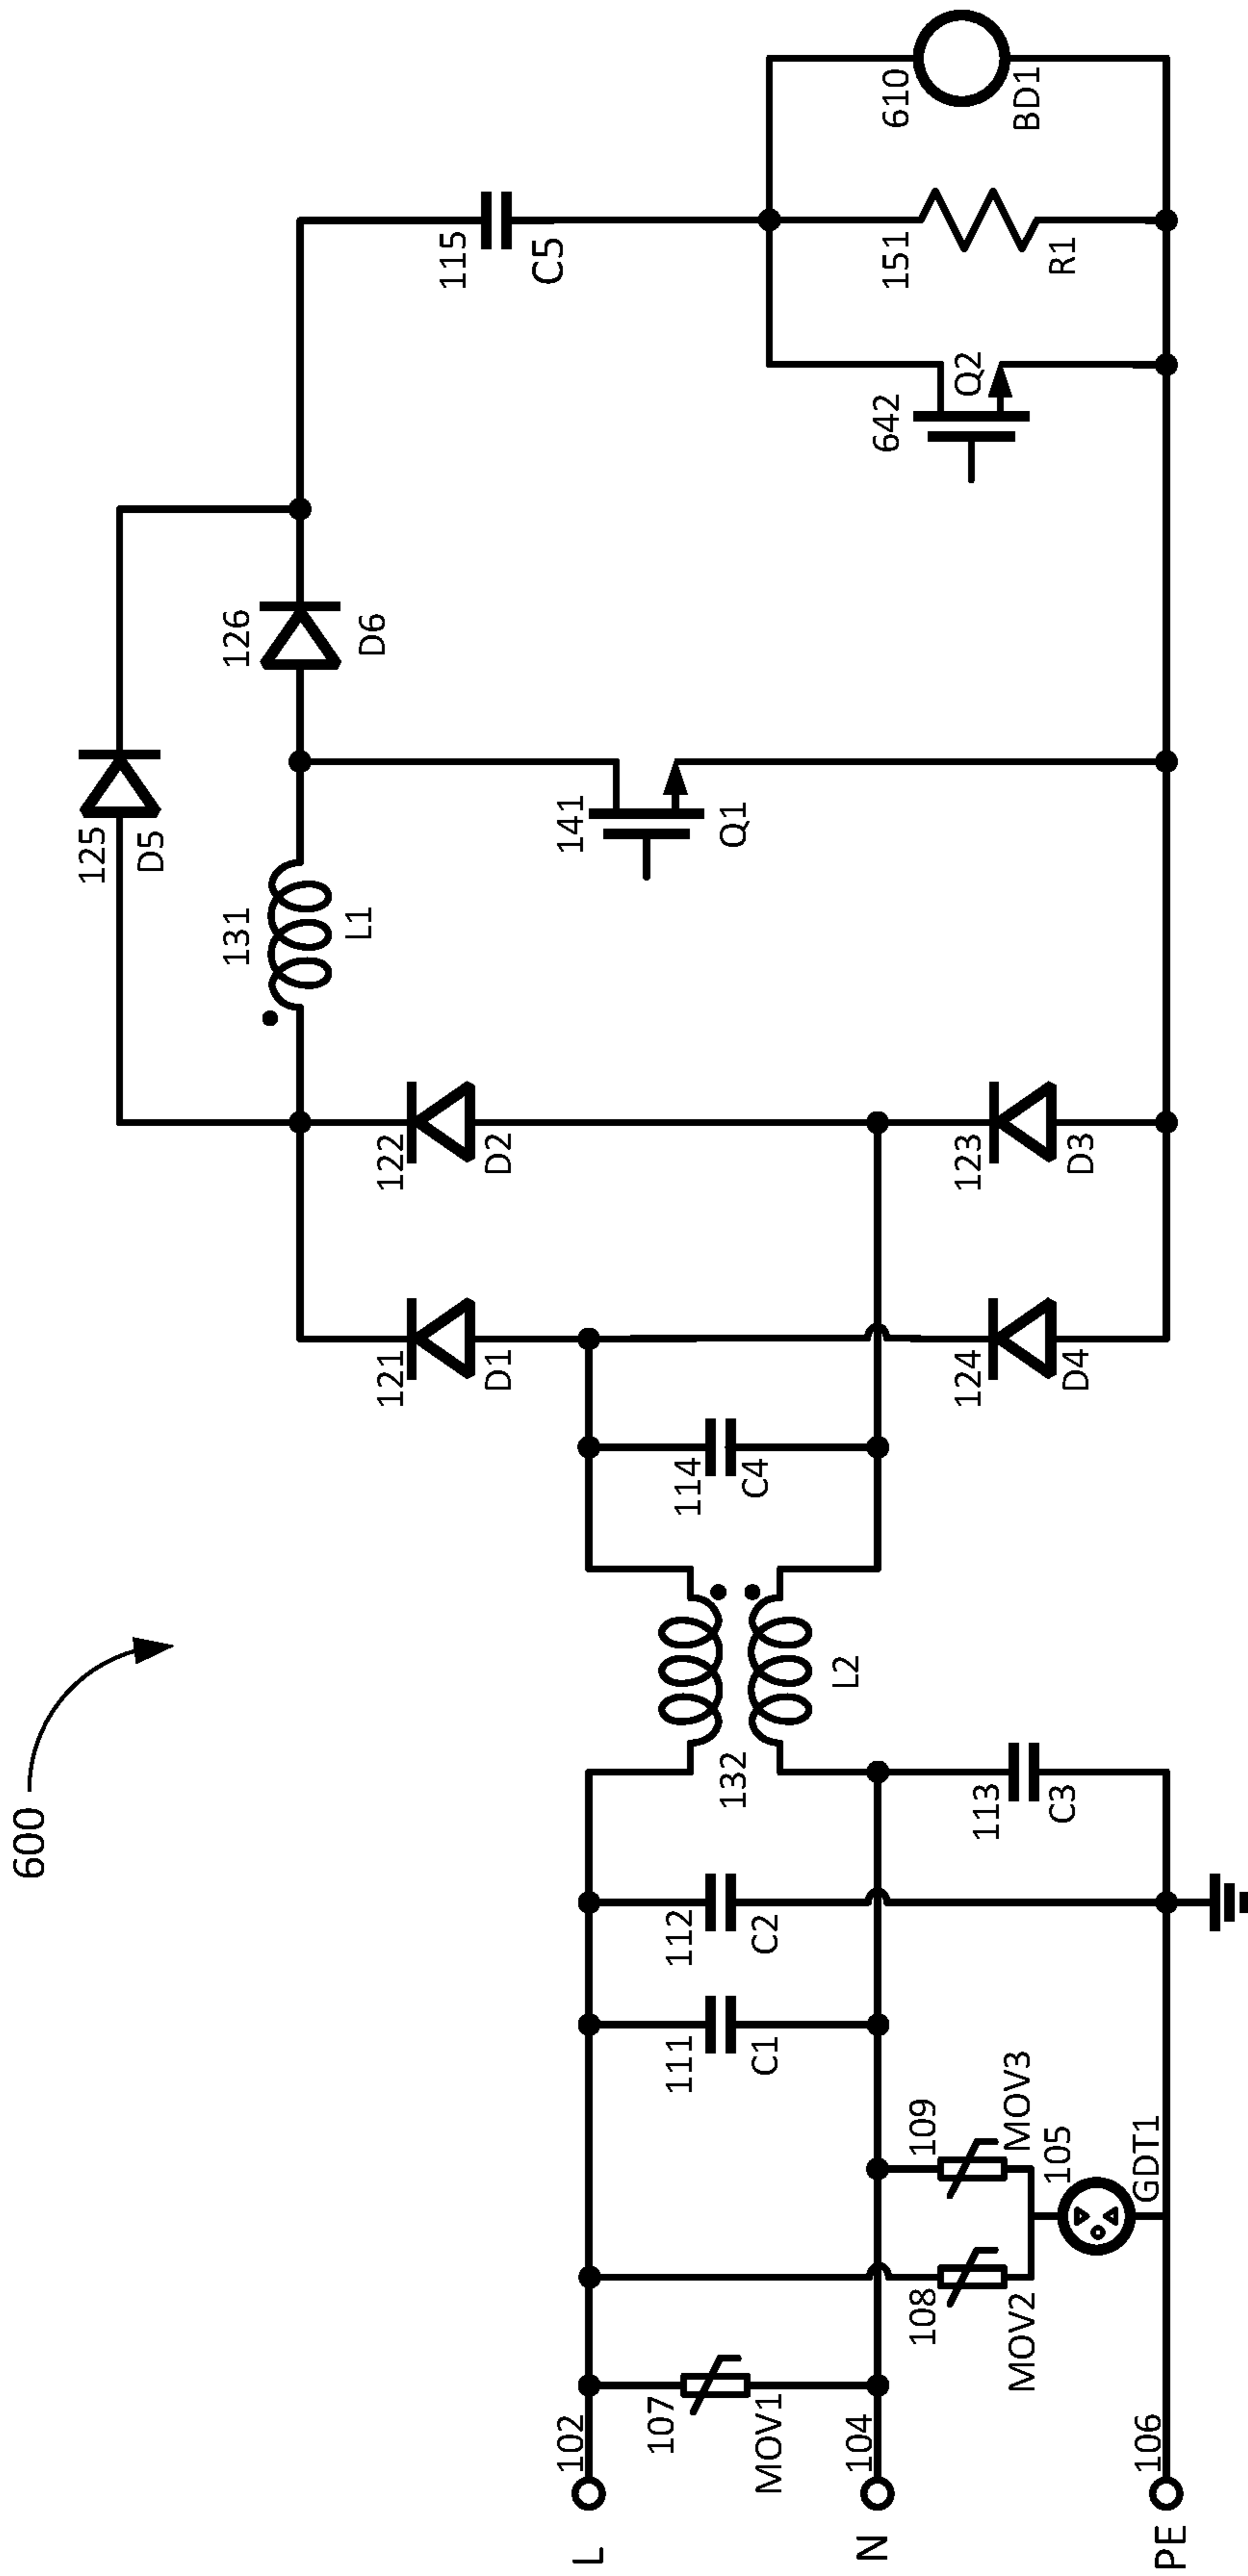 600
L
102
107
MOV1
N
104
108
MOV2
109
MOV3
105
GDT1
PE
106
111
C1
112
C2
113
C3
132
L2
114
C4
121
D1
124
D4
122
D2
123
D3
131
L1
125
D5
126
D6
141
Q1
115
C5
642
Q2
151
R1
610
BD1